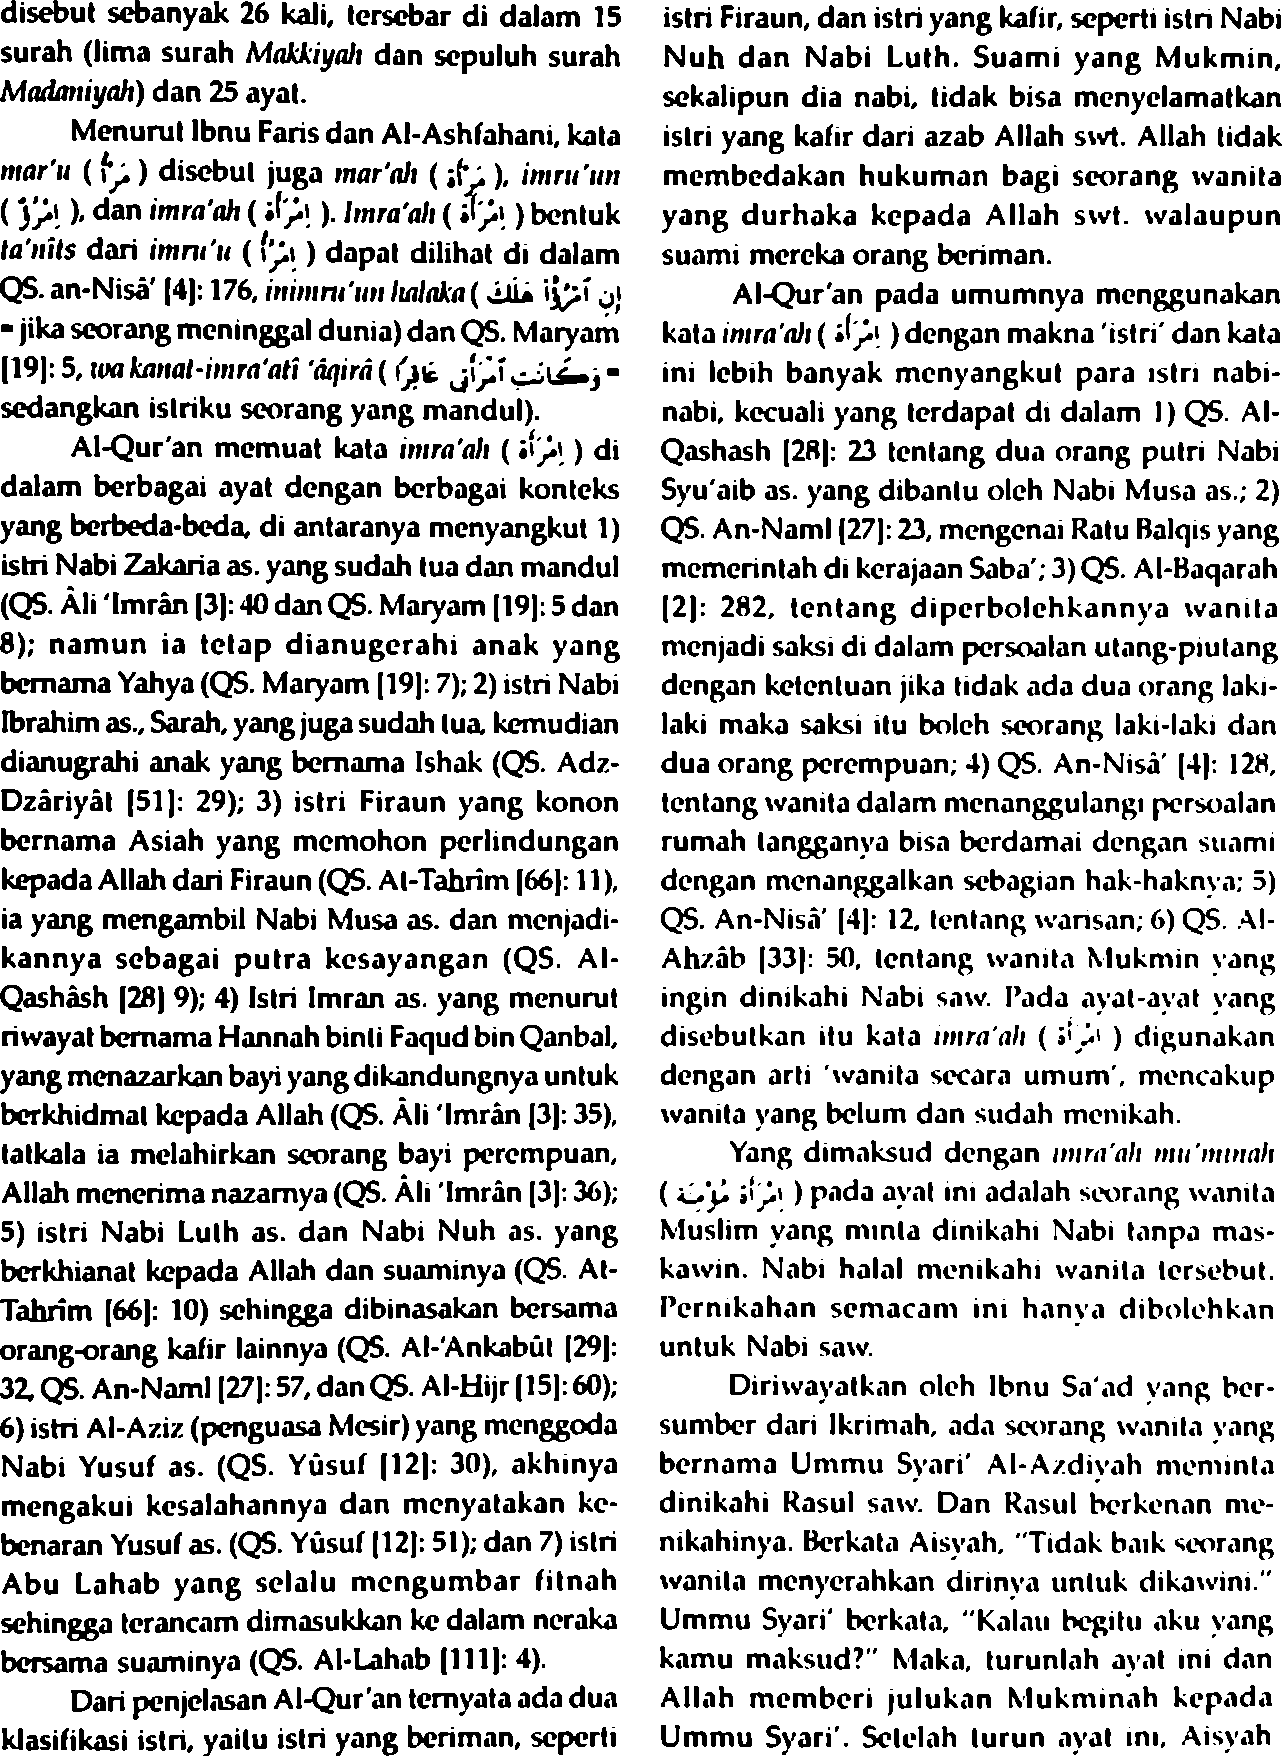 disebut sebanyak 26 kali, tersebar di dalam 15
surah (lima surah Makkiyah dan sepuluh surah
Madaniyah) dan 25 ayat.
Menurut Ibnu Faris dan Al-Ashfahani, kata
mar'u ( مَرْأ ) disebut juga mar'ah ( مَرْأَة ), imru'un
( اِمْرُؤ ), dan imra'ah ( اِمْرَأَة ). Imra'ah ( اِمْرَأَة ) bentuk
ta'nîts dari imru'u ( اِمْرَأ ) dapat dilihat di dalam
QS. an-Nisâ' [4]: 176, inimru'un halaka ( إِنِ ٱمْرُؤٌا۟ هَلَكَ
= jika seorang meninggal dunia) dan QS. Maryam
[19]: 5, wa kanat-imra'atî 'âqirâ ( وَكَانَتِ ٱمْرَأَتِى عَاقِرًا =
sedangkan istriku seorang yang mandul).
Al-Qur'an memuat kata imra'ah ( اِمْرَأَة ) di
dalam berbagai ayat dengan berbagai konteks
yang berbeda-beda, di antaranya menyangkut 1)
istri Nabi Zakaria as. yang sudah tua dan mandul
(QS. Âli 'Imrân [3]: 40 dan QS. Maryam [19]: 5 dan
8); namun ia tetap dianugerahi anak yang
bernama Yahya (QS. Maryam [19]: 7); 2) istri Nabi
Ibrahim as., Sarah, yang juga sudah tua, kemudian
dianugrahi anak yang bernama Ishak (QS. Adz-
Dzâriyât [51]: 29); 3) istri Firaun yang konon
bernama Asiah yang memohon perlindungan
kepada Allah dari Firaun (QS. At-Tahrîm [66]: 11),
ia yang mengambil Nabi Musa as. dan menjadi-
kannya sebagai putra kesayangan (QS. Al-
Qashâsh [28] 9); 4) Istri Imran as. yang menurut
riwayat bernama Hannah binti Faqud bin Qanbal,
yang menazarkan bayi yang dikandungnya untuk
berkhidmat kepada Allah (QS. Âli 'Imrân [3]: 35),
tatkala ia melahirkan seorang bayi perempuan,
Allah menerima nazarnya (QS. Âli 'Imrân [3]: 36);
5) istri Nabi Luth as. dan Nabi Nuh as. yang
berkhianat kepada Allah dan suaminya (QS. At-
Tahrîm [66]: 10) sehingga dibinasakan bersama
orang-orang kafir lainnya (QS. Al-'Ankabût [29]:
32, QS. An-Naml [27]: 57, dan QS. Al-Hijr [15]: 60);
6) istri Al-Aziz (penguasa Mesir) yang menggoda
Nabi Yusuf as. (QS. Yûsuf [12]: 30), akhinya
mengakui kesalahannya dan menyatakan ke-
benaran Yusuf as. (QS. Yûsuf [12]: 51); dan 7) istri
Abu Lahab yang selalu mengumbar fitnah
sehingga terancam dimasukkan ke dalam neraka
bersama suaminya (QS. Al-Lahab [111]: 4).
Dari penjelasan Al-Qur'an ternyata ada dua
klasifikasi istri, yaitu istri yang beriman, seperti
istri Firaun, dan istri yang kafir, seperti istri Nabi
Nuh dan Nabi Luth. Suami yang Mukmin,
sekalipun dia nabi, tidak bisa menyelamatkan
istri yang kafir dari azab Allah swt. Allah tidak
membedakan hukuman bagi seorang wanita
yang durhaka kepada Allah swt. walaupun
suami mereka orang beriman.
Al-Qur'an pada umumnya menggunakan
kata imra'ah ( اِمْرَأَة ) dengan makna 'istri' dan kata
ini lebih banyak menyangkut para istri nabi-
nabi, kecuali yang terdapat di dalam 1) QS. Al-
Qashash [28]: 23 tentang dua orang putri Nabi
Syu'aib as. yang dibantu oleh Nabi Musa as.; 2)
QS. An-Naml [27]: 23, mengenai Ratu Balqis yang
memerintah di kerajaan Saba'; 3) QS. Al-Baqarah
[2]: 282, tentang diperbolehkannya wanita
menjadi saksi di dalam persoalan utang-piutang
dengan ketentuan jika tidak ada dua orang laki-
laki maka saksi itu boleh seorang laki-laki dan
dua orang perempuan; 4) QS. An-Nisâ' [4]: 128,
tentang wanita dalam menanggulangi persoalan
rumah tangganya bisa berdamai dengan suami
dengan menanggalkan sebagian hak-haknya; 5)
QS. An-Nisâ' [4]: 12, tentang warisan; 6) QS. Al-
Ahzâb [33]: 50, tentang wanita Mukmin yang
ingin dinikahi Nabi saw. Pada ayat-ayat yang
disebutkan itu kata imra'ah ( اِمْرَأَة ) digunakan
dengan arti 'wanita secara umum', mencakup
wanita yang belum dan sudah menikah.
Yang dimaksud dengan imra'ah mu'minah
( اِمْرَأَة مُؤْمِنَة ) pada ayat ini adalah seorang wanita
Muslim yang minta dinikahi Nabi tanpa mas-
kawin. Nabi halal menikahi wanita tersebut.
Pernikahan semacam ini hanya dibolehkan
untuk Nabi saw.
Diriwayatkan oleh Ibnu Sa'ad yang ber-
sumber dari Ikrimah, ada seorang wanita yang
bernama Ummu Syari' Al-Azdiyah meminta
dinikahi Rasul saw. Dan Rasul berkenan me-
nikahinya. Berkata Aisyah, "Tidak baik seorang
wanita menyerahkan dirinya untuk dikawini."
Ummu Syari' berkata, "Kalau begitu aku yang
kamu maksud?" Maka, turunlah ayat ini dan
Allah memberi julukan Mukminah kepada
Ummu Syari'. Setelah turun ayat ini, Aisyah